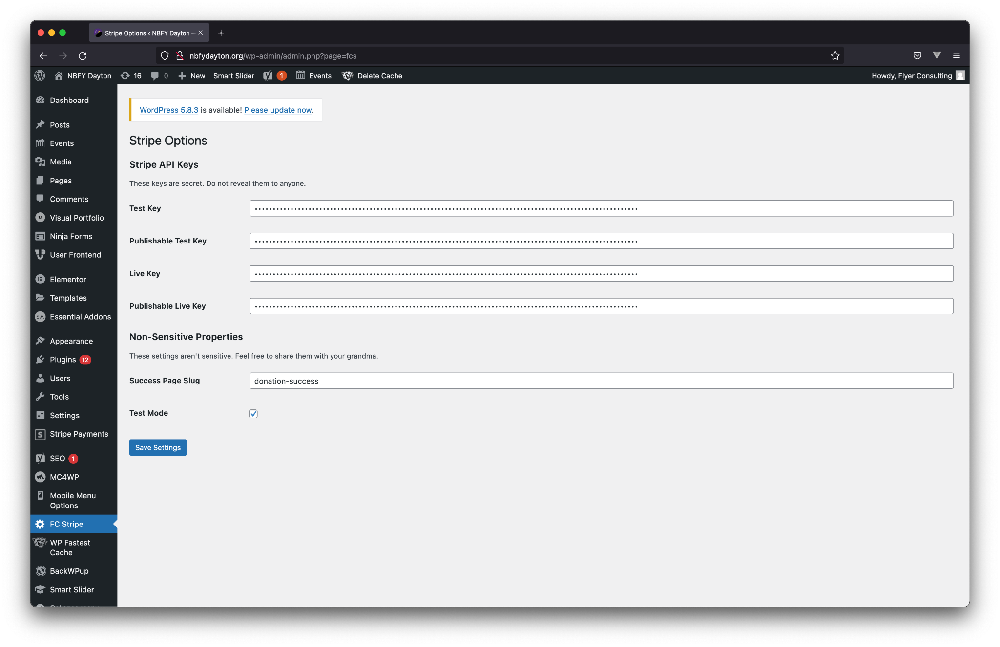 Stripe Options ‹ NBFY Dayton —
nbfydayton.org/wp-admin/admin.php?page=fcs
NBFY Dayton 16 0 New Smart Slider 1 Events Delete Cache Howdy, Flyer Consulting
Dashboard
Posts
Events
Media
Pages
Comments
Visual Portfolio
Ninja Forms
User Frontend
Elementor
Templates
Essential Addons
Appearance
Plugins 12
Users
Tools
Settings
Stripe Payments
SEO 1
MC4WP
Mobile Menu
Options
FC Stripe
WP Fastest
Cache
BackWPup
Smart Slider
WordPress 5.8.3 is available! Please update now.
Stripe Options
Stripe API Keys
These keys are secret. Do not reveal them to anyone.
Test Key
Publishable Test Key
Live Key
Publishable Live Key
Non-Sensitive Properties
These settings aren't sensitive. Feel free to share them with your grandma.
Success Page Slug donation-success
Test Mode
Save Settings